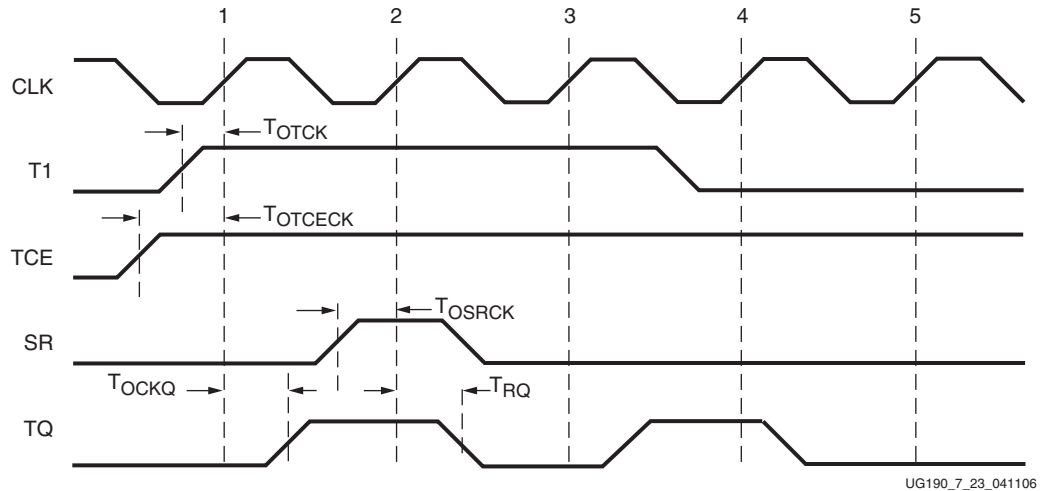 1 2 3 4 5
CLK
TOTCK
T1
TOTCECK
TCE
TOSRCK
SR
TOCKQ TRQ
TQ
UG190_7_23_041106